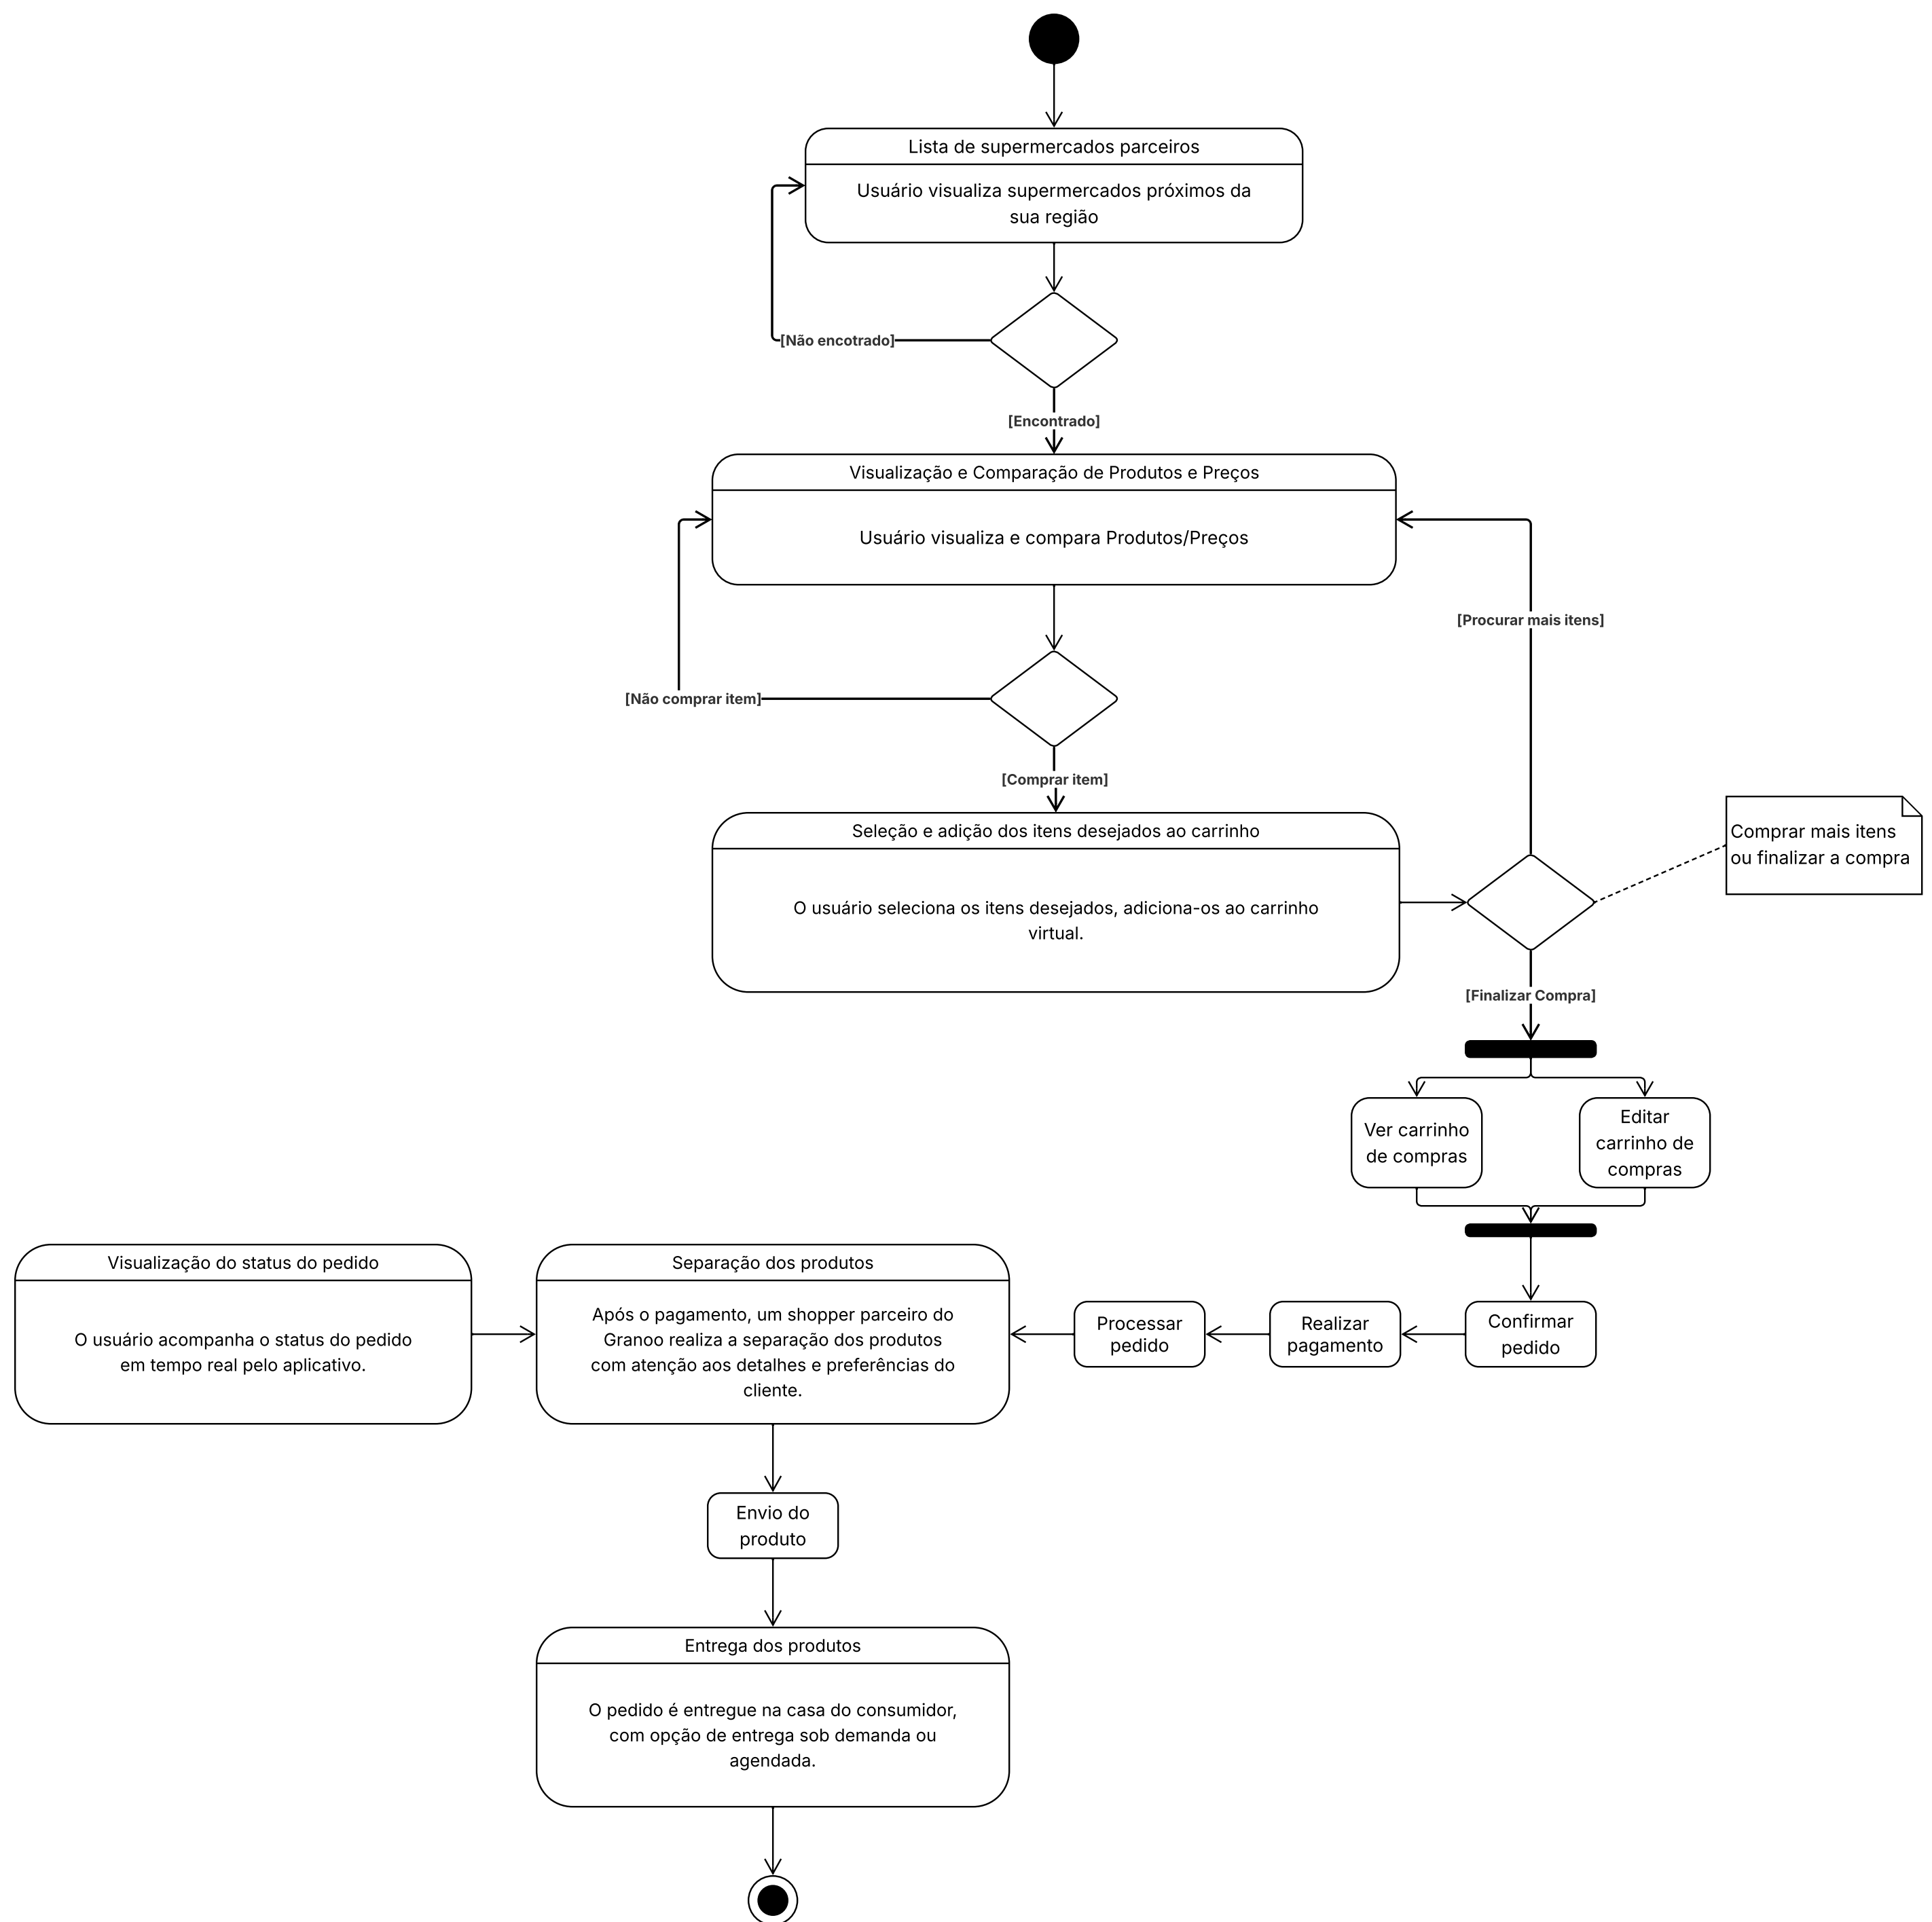 Lista de supermercados parceiros
Usuário visualiza supermercados próximos da
sua região
[Não encotrado]
[Encontrado]
Visualização e Comparação de Produtos e Preços
Usuário visualiza e compara Produtos/Preços
[Procurar mais itens]
[Não comprar item]
[Comprar item]
Seleção e adição dos itens desejados ao carrinho
O usuário seleciona os itens desejados, adiciona-os ao carrinho
virtual.
Comprar mais itens
ou finalizar a compra
[Finalizar Compra]
Ver carrinho
de compras
Editar
carrinho de
compras
Confirmar
pedido
Realizar
pagamento
Processar
pedido
Separação dos produtos
Após o pagamento, um shopper parceiro do
Granoo realiza a separação dos produtos
com atenção aos detalhes e preferências do
cliente.
Visualização do status do pedido
O usuário acompanha o status do pedido
em tempo real pelo aplicativo.
Envio do
produto
Entrega dos produtos
O pedido é entregue na casa do consumidor,
com opção de entrega sob demanda ou
agendada.